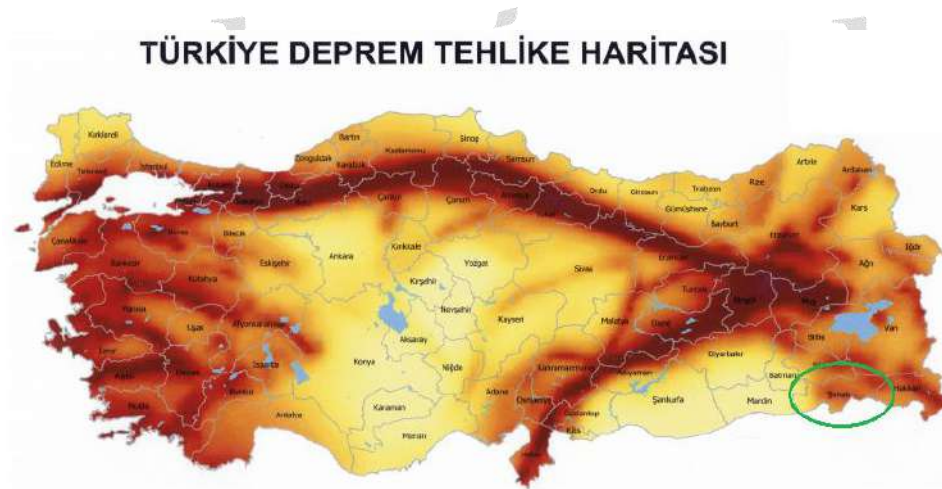 TÜRKİYE DEPREM TEHLİKE HARİTASI
Kırklareli
Edirne
Tekirdağ
İstanbul
Zonguldak
Bartın
Karabük
Kastamonu
Sinop
Samsun
Ordu
Giresun
Trabzon
Rize
Artvin
Ardahan
Kars
Gümüşhane
Bayburt
Erzurum
Iğdır
Ağrı
Çanakkale
Bursa
Bilecik
Balıkesir
Kütahya
Eskişehir
Ankara
Çankırı
Çorum
Kırıkkale
Yozgat
Sivas
Erzincan
Tunceli
Bingöl
Muş
Van
Bitlis
Manisa
Uşak
Afyonkarahisar
Kırşehir
Nevşehir
Kayseri
Malatya
Elazığ
Diyarbakır
İzmir
Aydın
Denizli
Isparta
Burdur
Konya
Aksaray
Niğde
Kahramanmaraş
Adıyaman
Batman
Şırnak
Hakkari
Muğla
Antalya
Karaman
Mersin
Adana
Osmaniye
Gaziantep
Kilis
Şanlıurfa
Mardin
Hatay